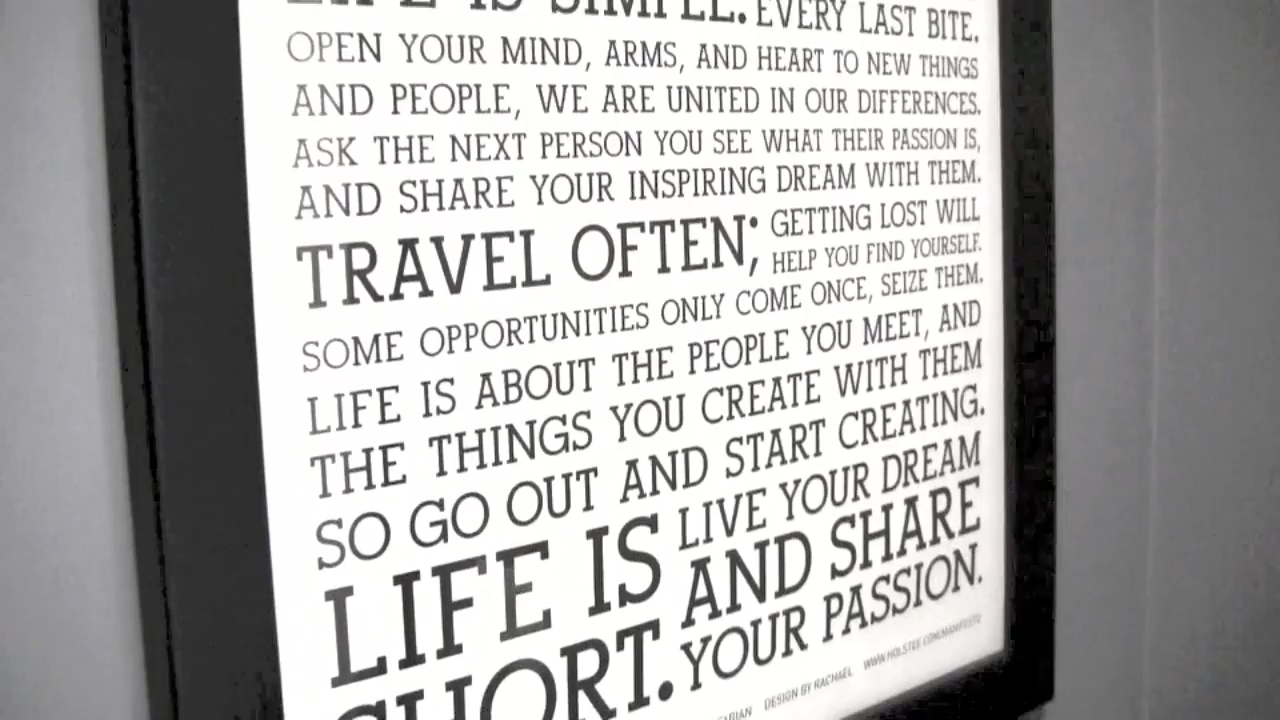 LIFE IS SIMPLE. EVERY LAST BITE.
OPEN YOUR MIND, ARMS, AND HEART TO NEW THINGS
AND PEOPLE, WE ARE UNITED IN OUR DIFFERENCES.
ASK THE NEXT PERSON YOU SEE WHAT THEIR PASSION IS,
AND SHARE YOUR INSPIRING DREAM WITH THEM.
TRAVEL OFTEN; GETTING LOST WILL
HELP YOU FIND YOURSELF.
SOME OPPORTUNITIES ONLY COME ONCE, SEIZE THEM.
LIFE IS ABOUT THE PEOPLE YOU MEET, AND
THE THINGS YOU CREATE WITH THEM
SO GO OUT AND START CREATING.
LIFE IS
SHORT.
LIVE YOUR DREAM
AND SHARE
YOUR PASSION.
DESIGN BY RACHAEL WWW.HOLSTEE.COM/MANIFESTO